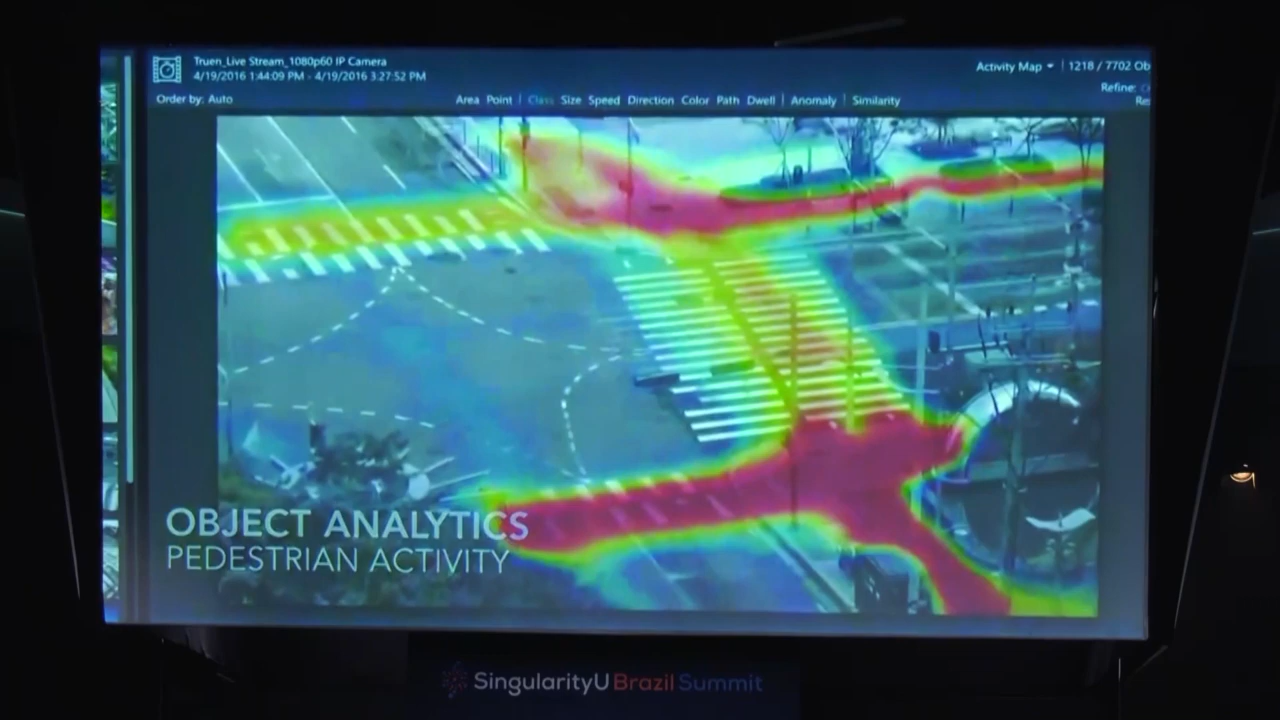 Truen_Live Stream_1080p60 IP Camera
4/19/2016 1:44:09 PM - 4/19/2016 3:27:52 PM
Activity Map | 1218 / 7702 Ob
Refine:
Order by: Auto
Area Point | Class Size Speed Direction Color Path Dwell | Anomaly | Similarity
OBJECT ANALYTICS
PEDESTRIAN ACTIVITY
SingularityU Brazil Summit